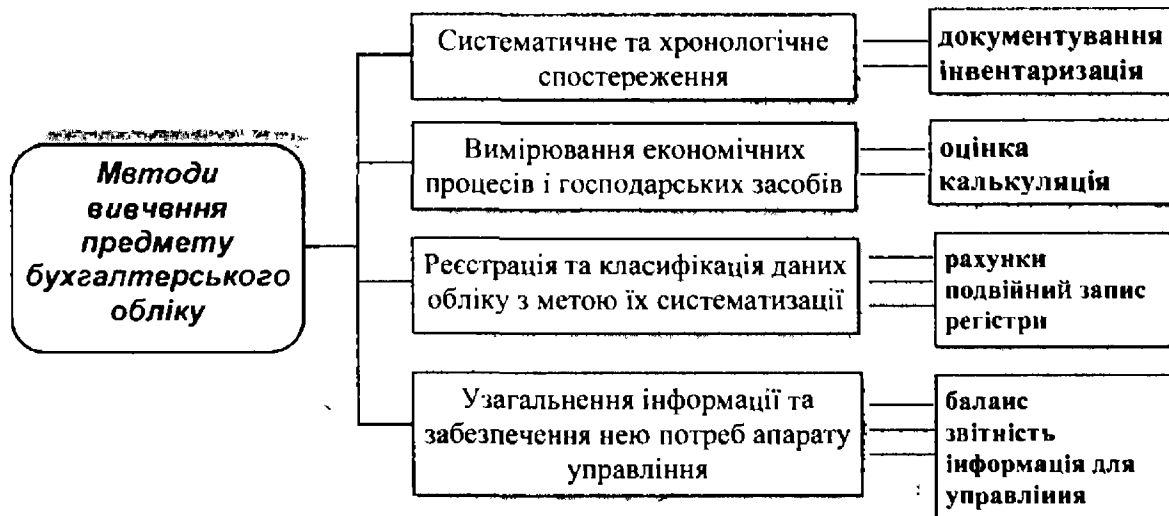 Методи
вивчення
предмету
бухгалтерського
обліку
Систематичне та хронологічне
спостереження
документування
інвентаризація
Вимірювання економічних
процесів і господарських засобів
оцінка
калькуляція
Реєстрація та класифікація даних
обліку з метою їх систематизації
рахунки
подвійний запис
регістри
Узагальнення інформації та
забезпечення нею потреб апарату
управління
баланс
звітність
інформація для
управління